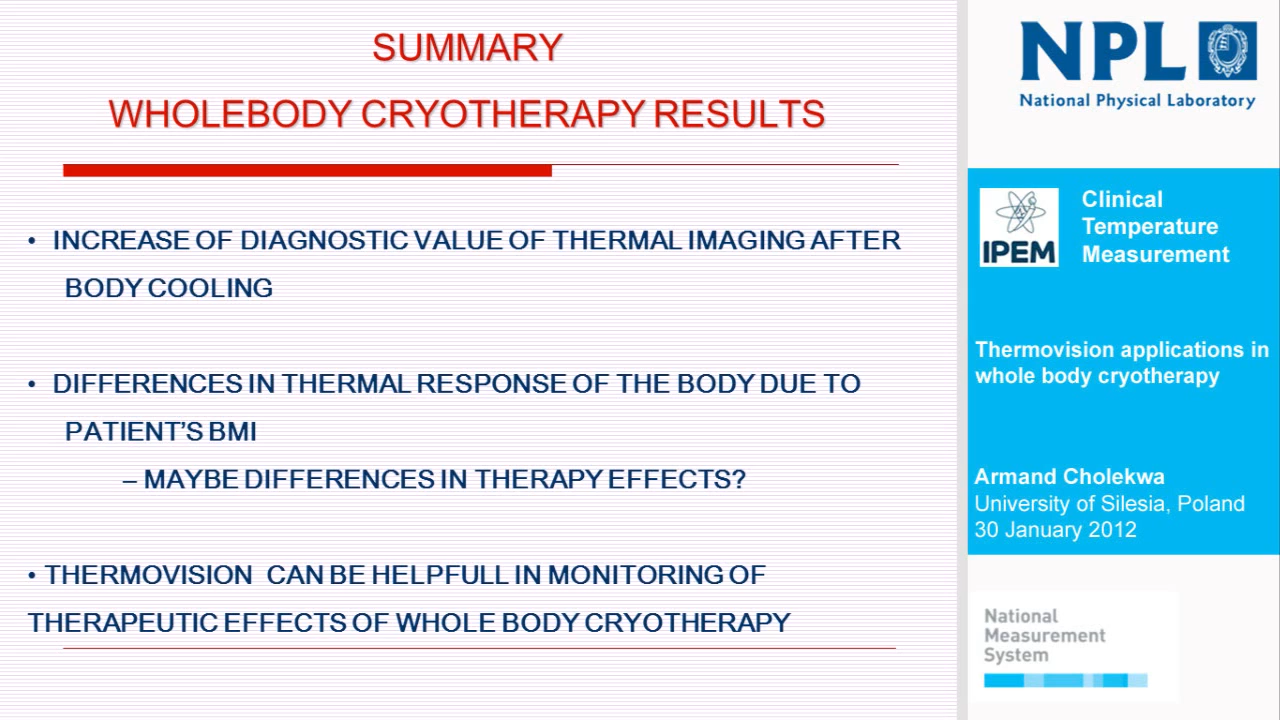 SUMMARY
WHOLEBODY CRYOTHERAPY RESULTS
• INCREASE OF DIAGNOSTIC VALUE OF THERMAL IMAGING AFTER
BODY COOLING
• DIFFERENCES IN THERMAL RESPONSE OF THE BODY DUE TO
PATIENT'S BMI
– MAYBE DIFFERENCES IN THERAPY EFFECTS?
• THERMOVISION CAN BE HELPFULL IN MONITORING OF
THERAPEUTIC EFFECTS OF WHOLE BODY CRYOTHERAPY
NPL
National Physical Laboratory
IPEM
Clinical
Temperature
Measurement
Thermovision applications in
whole body cryotherapy
Armand Cholekwa
University of Silesia, Poland
30 January 2012
National
Measurement
System